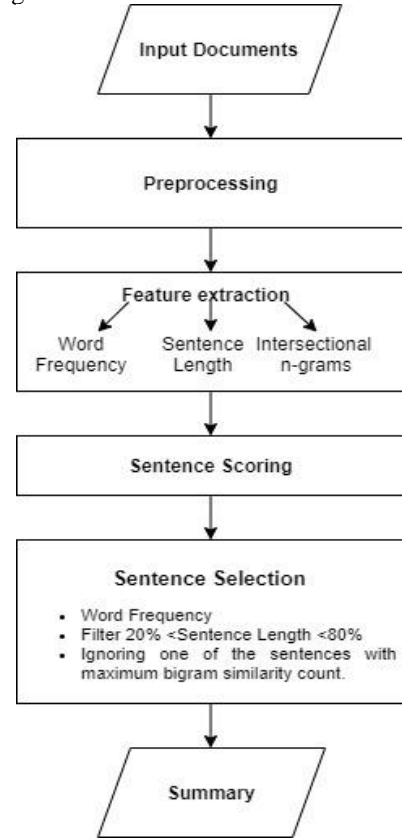 Input Documents
Preprocessing
Feature extraction
Word Sentence Intersectional
Frequency Length n-grams
Sentence Scoring
Sentence Selection
• Word Frequency
• Filter 20% <Sentence Length <80%
• Ignoring one of the sentences with
maximum bigram similarity count.
Summary